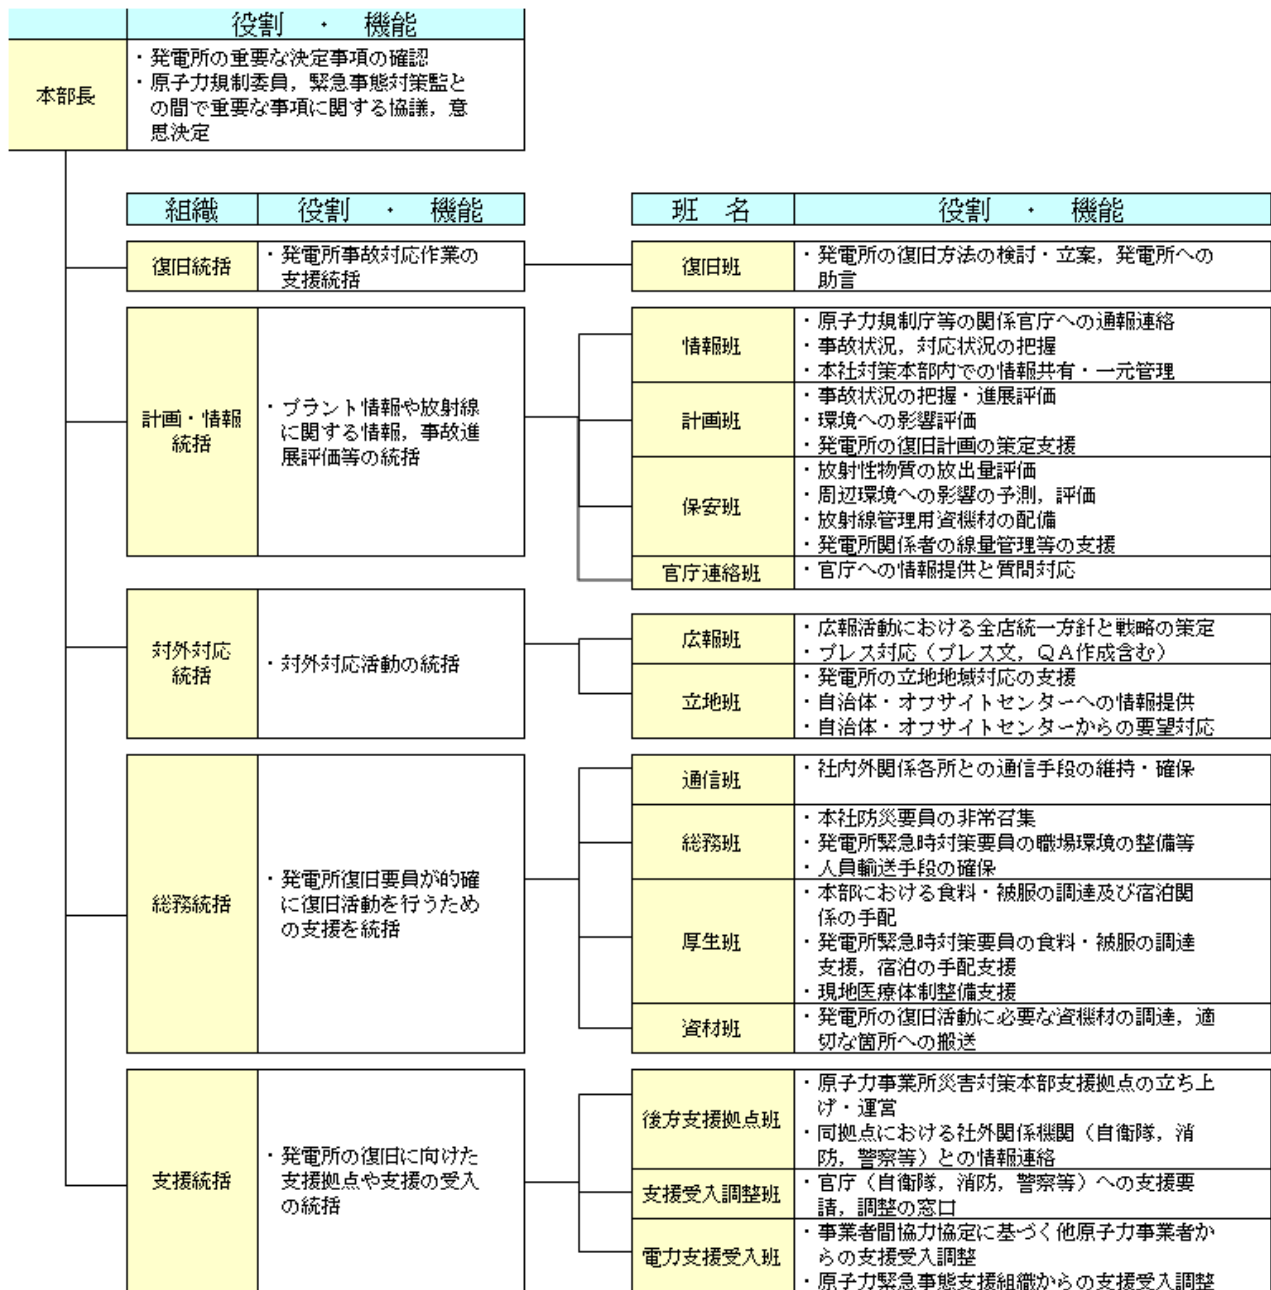 役割 ・ 機能
本部長
・発電所の重要な決定事項の確認
・原子力規制委員，緊急事態対策監と
の間で重要な事項に関する協議，意
思決定
組織 役割 ・ 機能
班 名 役割 ・ 機能
復旧統括
・発電所事故対応作業の
支援統括
復旧班
・発電所の復旧方法の検討・立案，発電所への
助言
計画・情報
統括
・プラント情報や放射線
に関する情報，事故進
展評価等の統括
情報班
・原子力規制庁等の関係官庁への通報連絡
・事故状況，対応状況の把握
・本社対策本部内での情報共有・一元管理
計画班
・事故状況の把握・進展評価
・環境への影響評価
・発電所の復旧計画の策定支援
保安班
・放射性物質の放出量評価
・周辺環境への影響の予測，評価
・放射線管理用資機材の配備
・発電所関係者の線量管理等の支援
官庁連絡班
・官庁への情報提供と質問対応
対外対応
統括
・対外対応活動の統括
広報班
・広報活動における全店統一方針と戦略の策定
・プレス対応（プレス文，ＱＡ作成含む）
立地班
・発電所の立地地域対応の支援
・自治体・オフサイトセンターへの情報提供
・自治体・オフサイトセンターからの要望対応
総務統括
・発電所復旧要員が的確
に復旧活動を行うため
の支援を統括
通信班
・社内外関係各所との通信手段の維持・確保
総務班
・本社防災要員の非常召集
・発電所緊急時対策要員の職場環境の整備等
・人員輸送手段の確保
厚生班
・本部における食料・被服の調達及び宿泊関
係の手配
・発電所緊急時対策要員の食料・被服の調達
支援，宿泊の手配支援
・現地医療体制整備支援
資材班
・発電所の復旧活動に必要な資機材の調達，適
切な箇所への搬送
支援統括
・発電所の復旧に向けた
支援拠点や支援の受入
の統括
後方支援拠点班
・原子力事業所災害対策本部支援拠点の立ち上
げ・運営
・同拠点における社外関係機関（自衛隊，消
防，警察等）との情報連絡
支援受入調整班
・官庁（自衛隊，消防，警察等）への支援要
請，調整の窓口
電力支援受入班
・事業者間協力協定に基づく他原子力事業者か
らの支援受入調整
・原子力緊急事態支援組織からの支援受入調整